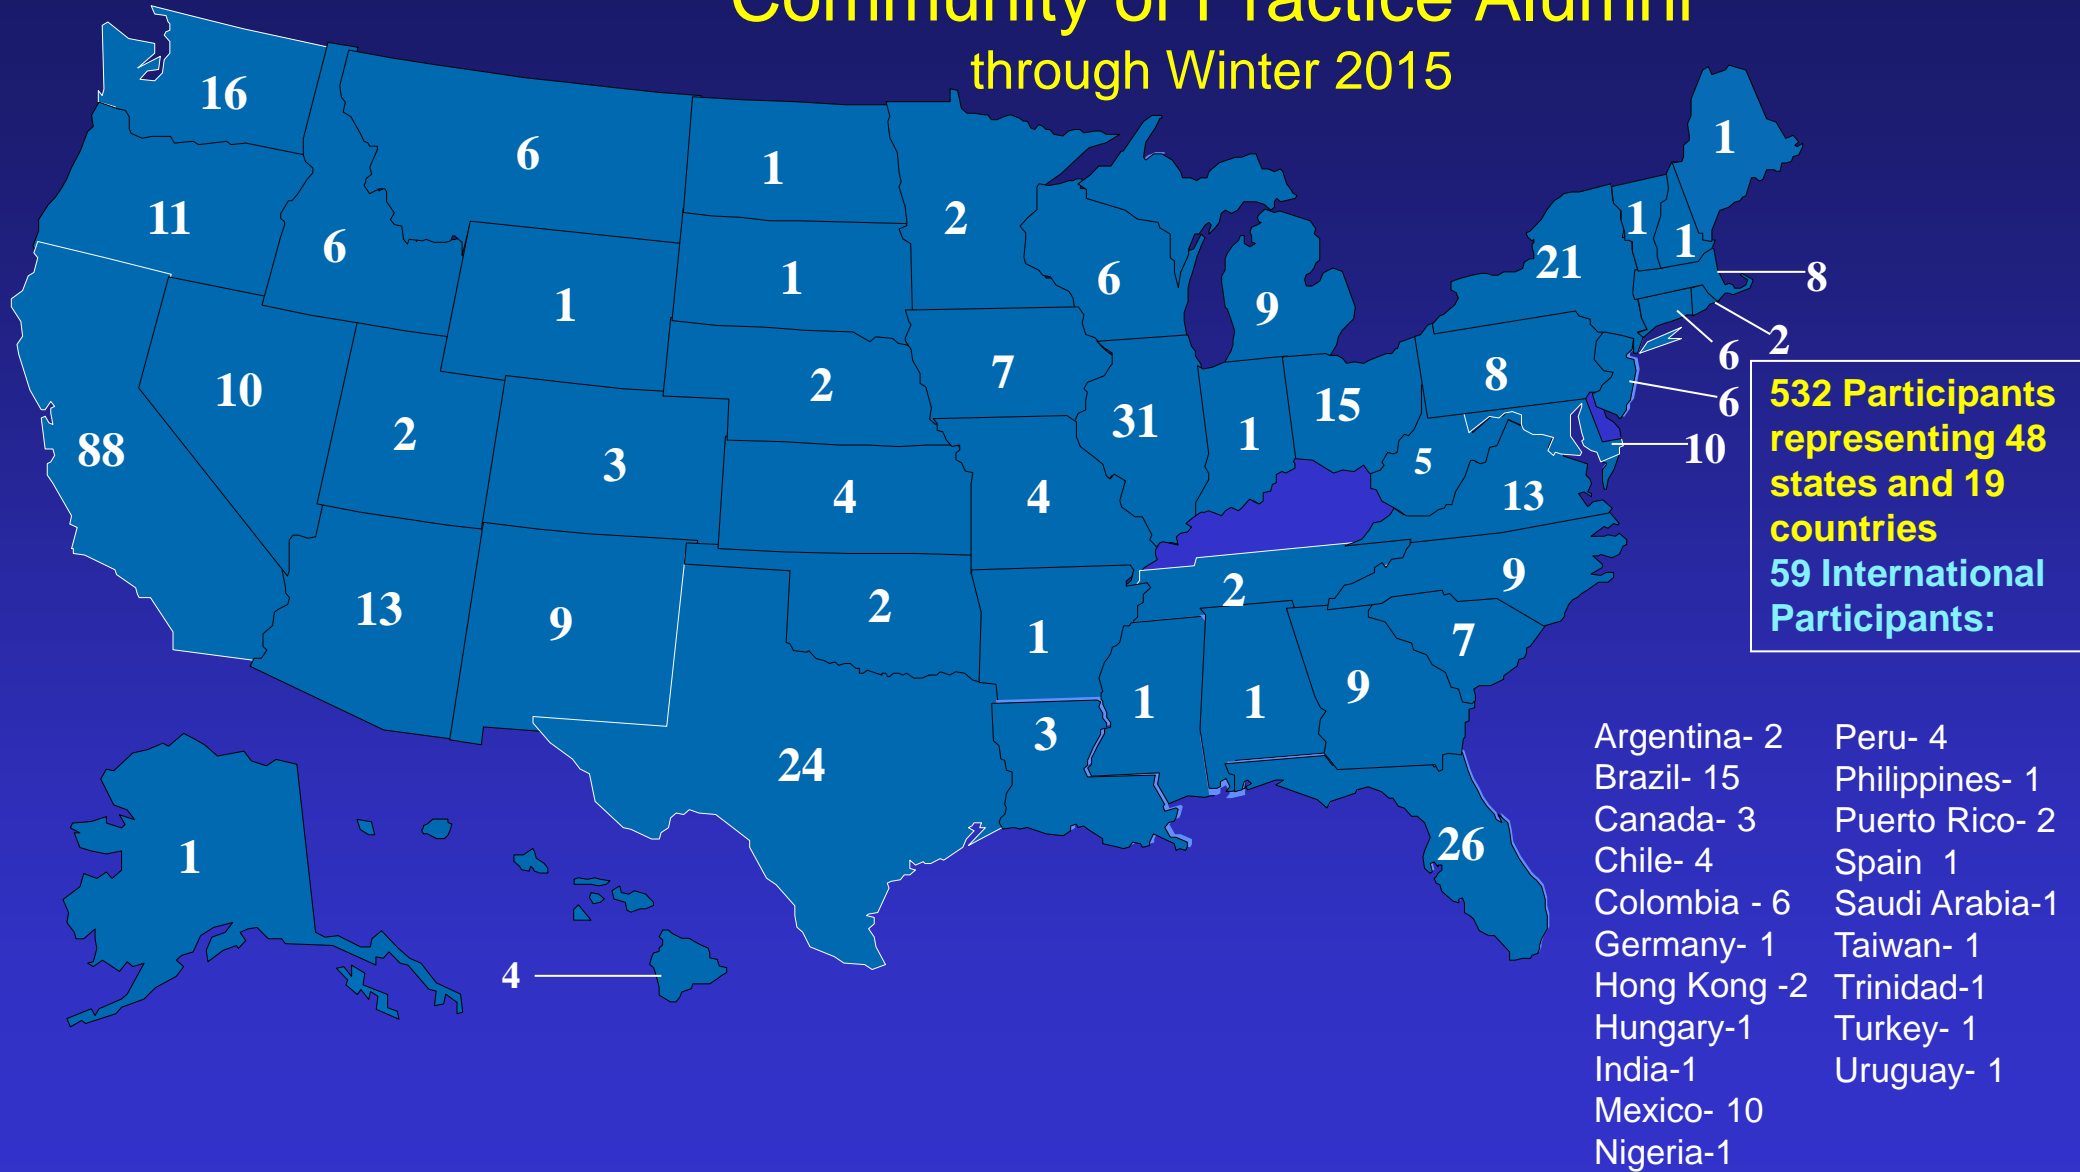 Community of Practice Alumni
through Winter 2015
16
6
1
1
11
6
2
1
1
21
1
1
6
9
8
2
6
10
1
2
7
8
6
88
2
3
31
1
15
5
10
4
4
13
13
9
2
1
2
9
7
24
3
1
1
9
26
1
4
532 Participants
representing 48
states and 19
countries
59 International
Participants:
Argentina- 2
Brazil- 15
Canada- 3
Chile- 4
Colombia - 6
Germany- 1
Hong Kong -2
Hungary-1
India-1
Mexico- 10
Nigeria-1
Peru- 4
Philippines- 1
Puerto Rico- 2
Spain 1
Saudi Arabia-1
Taiwan- 1
Trinidad-1
Turkey- 1
Uruguay- 1